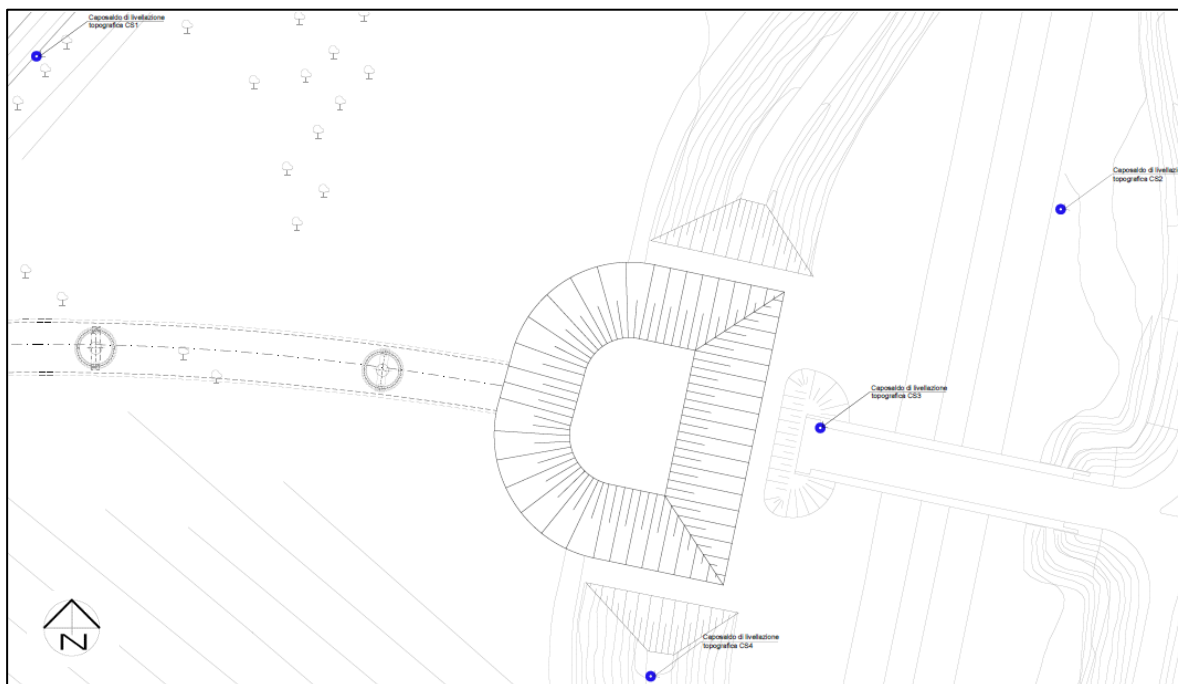 Caposaldo di livellazione
topografica CS1
Caposaldo di livellazi
topografica CS2
Caposaldo di livellazione
topografica CS3
Caposaldo di livellazione
topografica CS4
N